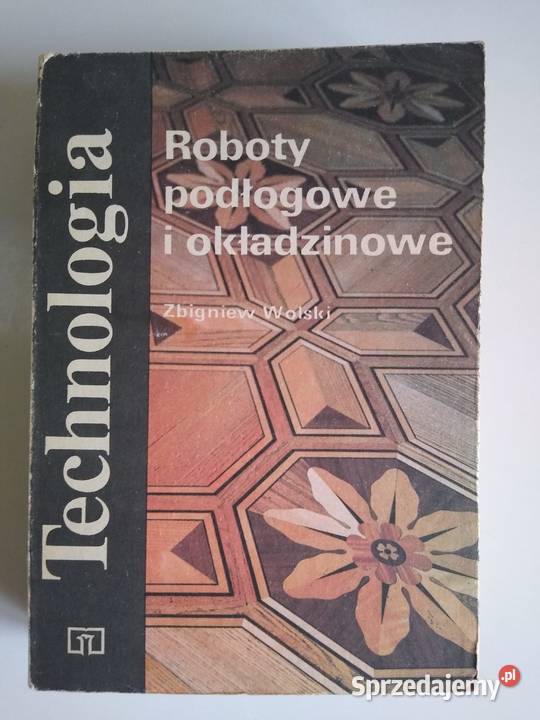 Technologia
Roboty
podłogowe
i okładzinowe
Zbigniew Wolski
Sprzedajemy.pl